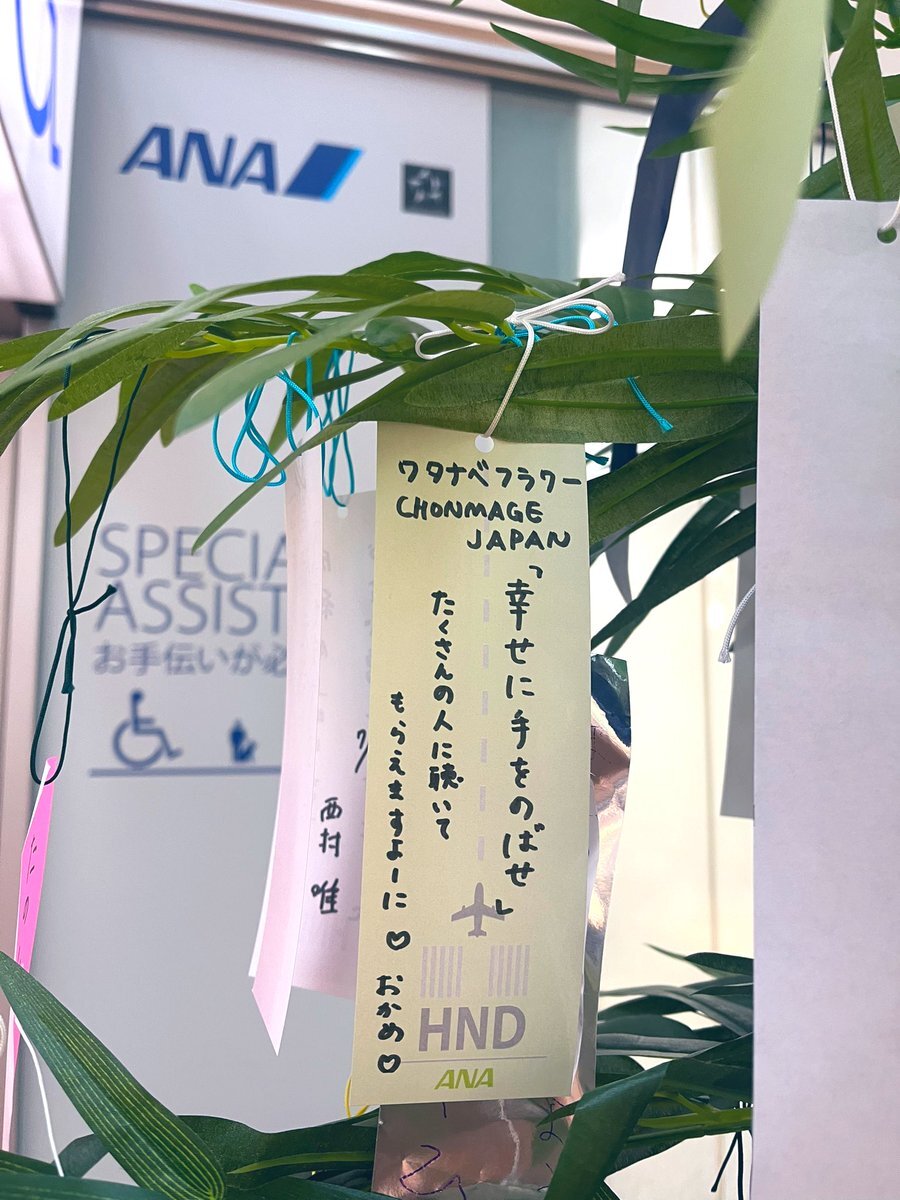 ANA
SPECIA
ASSIST
お手伝いが必
ワタナベフラワー
CHONMAGE
JAPAN
「幸せに手をのばせ」
たくさんの人に聴いて
もらえますよーに♡ おかめ♡
HND
ANA
西村 唯